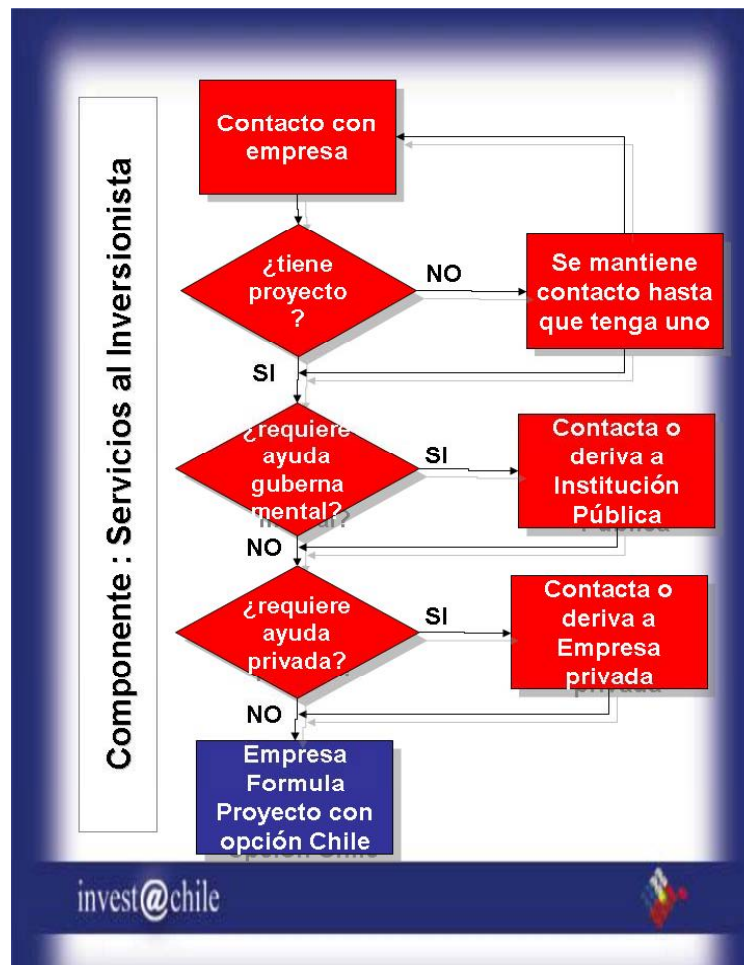 Componente : Servicios al Inversionista
Contacto con
empresa
¿tiene
proyecto
?
NO
Se mantiene
contacto hasta
que tenga uno
SI
¿requiere
ayuda
guberna
mental?
SI
Contacta o
deriva a
Institución
Pública
NO
¿requiere
ayuda
privada?
SI
Contacta o
deriva a
Empresa
privada
NO
Empresa
Formula
Proyecto con
opción Chile
invest@chile